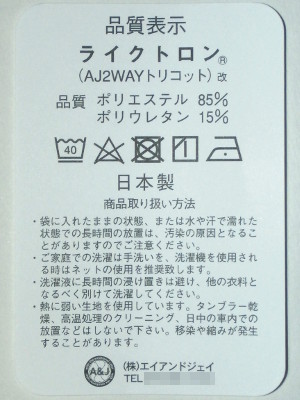 品質表示
ライクトロン®
(AJ2WAYトリコット)改
品質 ポリエステル 85%
ポリウレタン 15%
40
日本製
商品取り扱い方法
・袋に入れたままの状態、または水や汗で濡れた
状態での長時間の放置は、汚染の原因となるこ
とがありますのでご注意ください。
・ご家庭での洗濯は手洗いを、洗濯機を使用され
る時はネットの使用を推奨致します。
・洗濯液に長時間の浸け置きは避け、他の衣料と
なるべく別けて洗濯してください。
・熱に弱い生地を使用しています。タンブラー乾
燥、高温処理のクリーニング、日中の車内での
放置などはしないで下さい。移染や縮みが発生
することがあります。
A&J
(株)エイアンドジェイ
TEL